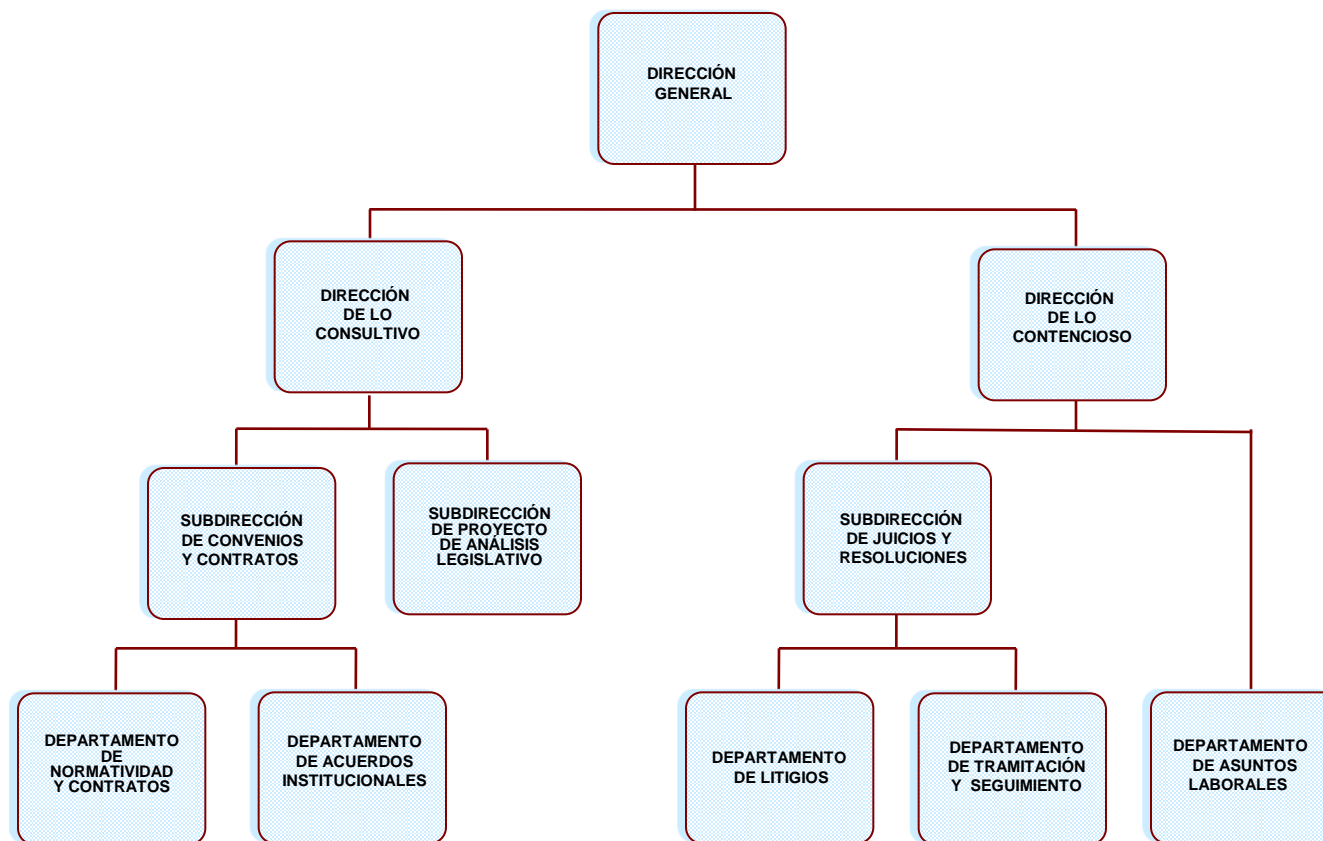 DIRECCIÓN
GENERAL
DIRECCIÓN
DE LO
CONSULTIVO
DIRECCIÓN
DE LO
CONTENCIOSO
SUBDIRECCIÓN
DE CONVENIOS
Y CONTRATOS
SUBDIRECCIÓN
DE PROYECTO
DE ANÁLISIS
LEGISLATIVO
SUBDIRECCIÓN
DE JUICIOS Y
RESOLUCIONES
DEPARTAMENTO
DE
NORMATIVIDAD
Y CONTRATOS
DEPARTAMENTO
DE ACUERDOS
INSTITUCIONALES
DEPARTAMENTO
DE LITIGIOS
DEPARTAMENTO
DE TRAMITACIÓN
Y SEGUIMIENTO
DEPARTAMENTO
DE ASUNTOS
LABORALES